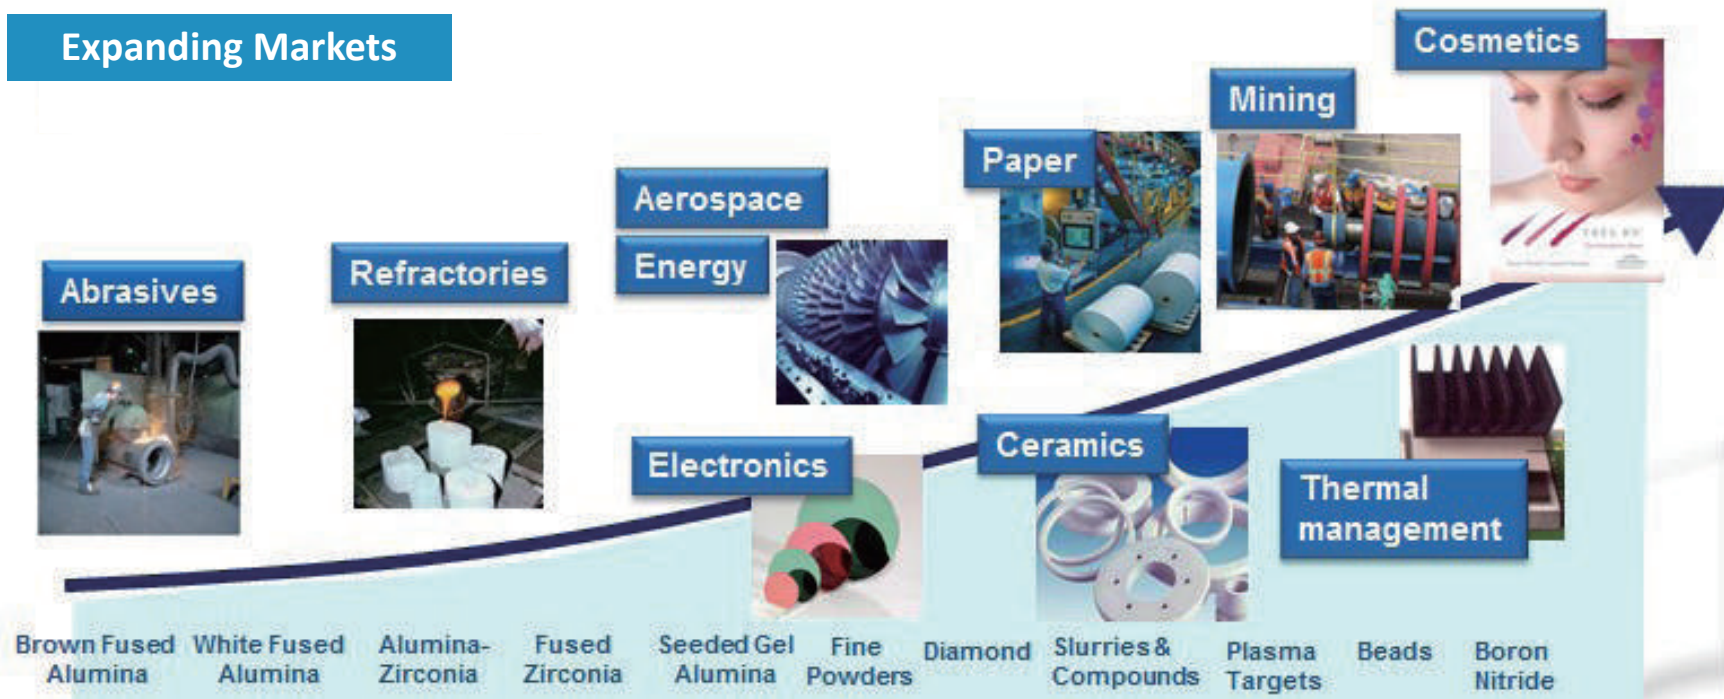 Expanding Markets
Cosmetics
Mining
Paper
Aerospace
Energy
Refractories
Abrasives
Electronics
Ceramics
Thermal
management
Brown Fused
Alumina
White Fused
Alumina
Alumina-
Zirconia
Fused
Zirconia
Seeded Gel
Alumina
Fine
Powders
Diamond
Slurries &
Compounds
Plasma
Targets
Beads
Boron
Nitride